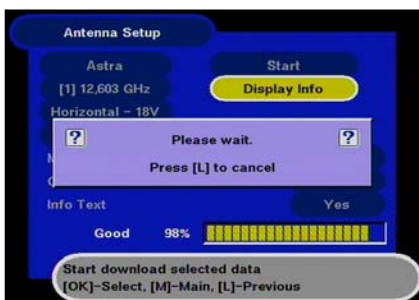 Antenna Setup
Astra Start
[1] 12,603 GHz Display Info
Horizontal - 18V
? Please wait. ?
Press [L] to cancel
Info Text Yes
Good 98%
Start download selected data
[OK]-Select, [M]-Main, [L]-Previous